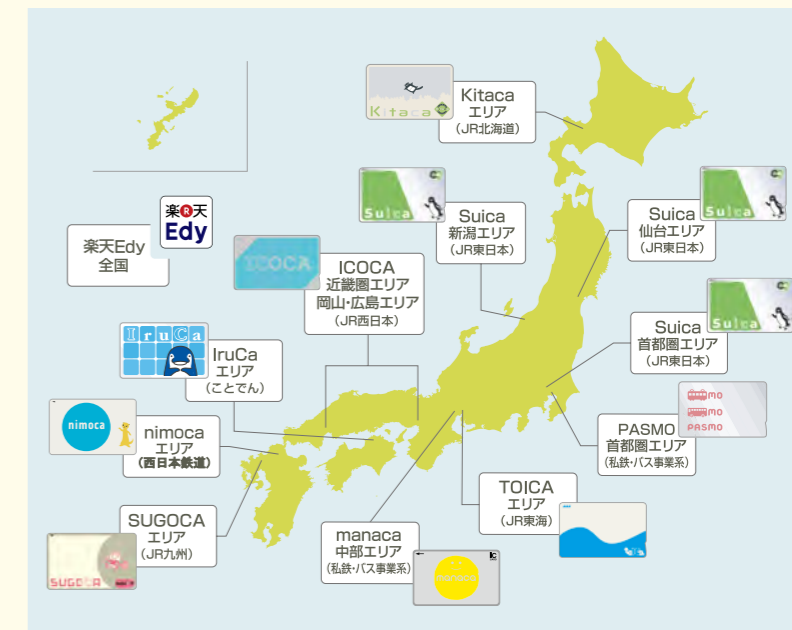 Kitaca
Kitaca
エリア
(JR北海道)
Suica
Suica
新潟エリア
(JR東日本)
Suica
Suica
仙台エリア
(JR東日本)
楽天
Edy
楽天Edy
全国
ICOCA
ICOCA
近畿圏エリア
岡山・広島エリア
(JR西日本)
Suica
Suica
首都圏エリア
(JR東日本)
IruCa
IruCa
エリア
(ことでん)
mo
mo
PASMO
PASMO
首都圏エリア
(私鉄・バス事業系)
nimoca
nimoca
エリア
(西日本鉄道)
TOICA
エリア
(JR東海)
SUGOCA
エリア
(JR九州)
SUGOCA
manaca
中部エリア
(私鉄・バス事業系)
manaca